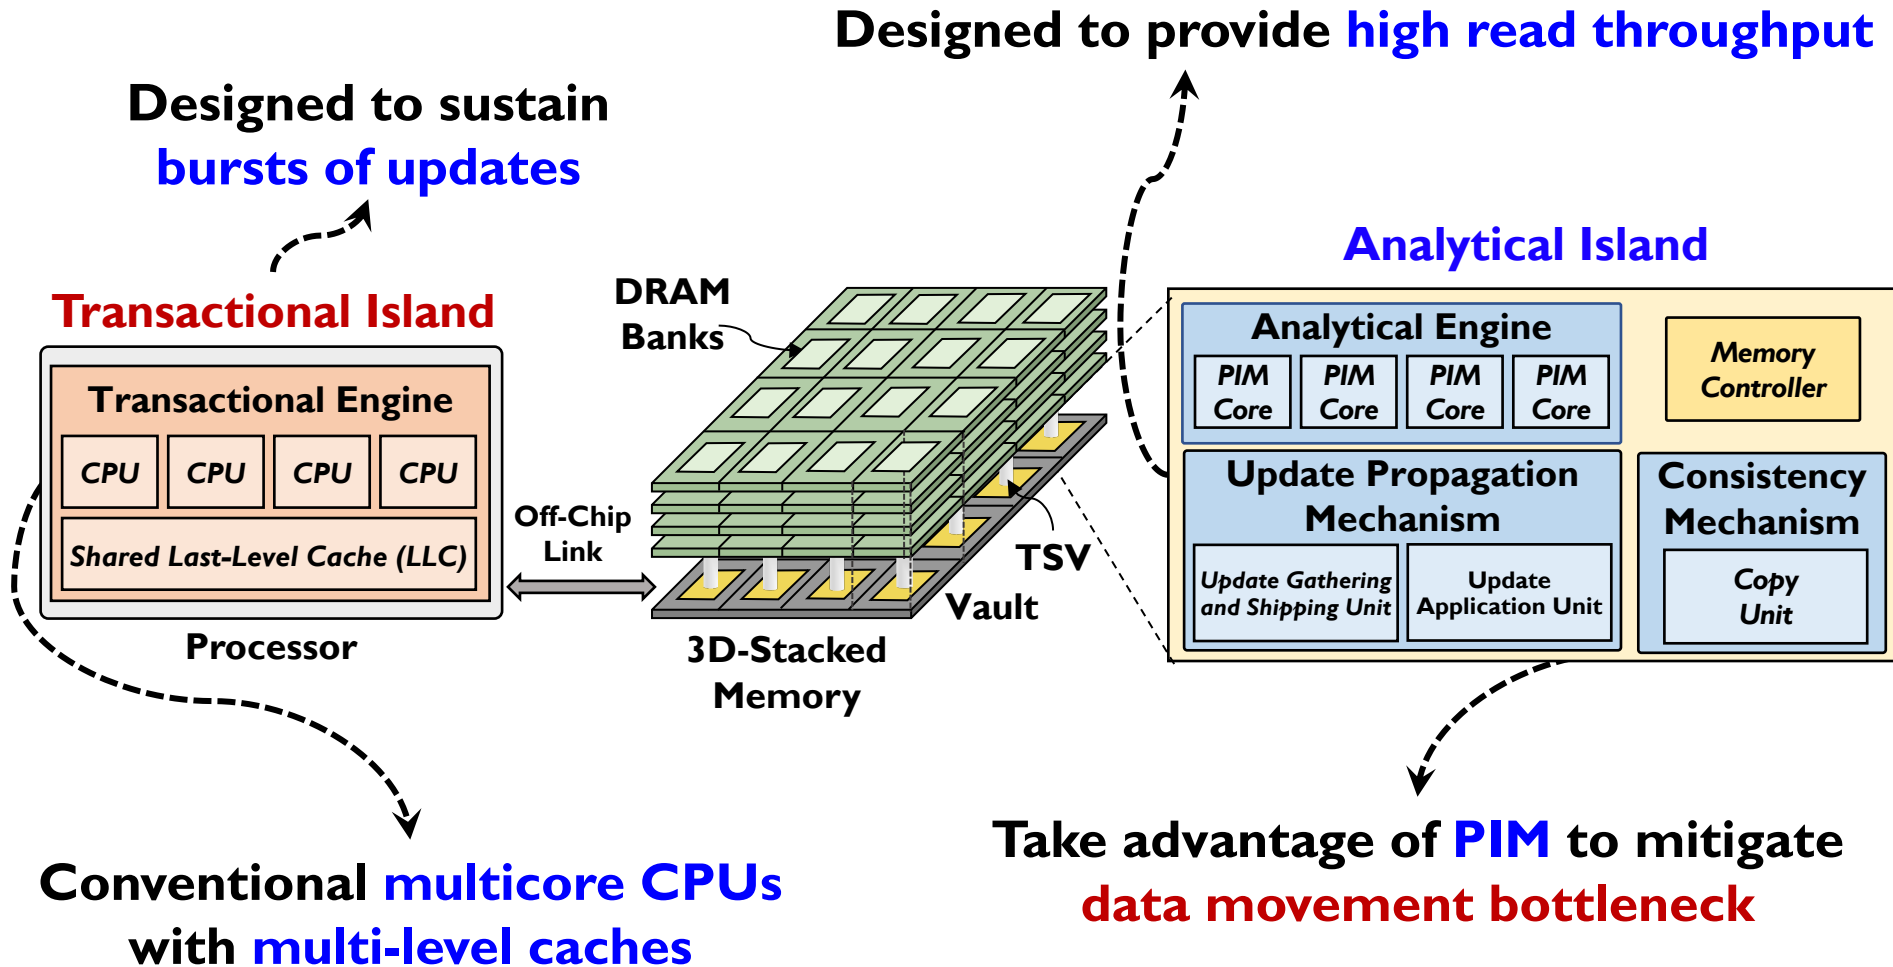 Designed to provide high read throughput
Designed to sustain
bursts of updates
Transactional Island
Transactional Engine
CPU
CPU
CPU
CPU
Shared Last-Level Cache (LLC)
Processor
Off-Chip
Link
DRAM
Banks
TSV
Vault
3D-Stacked
Memory
Analytical Island
Analytical Engine
PIM
Core
PIM
Core
PIM
Core
PIM
Core
Memory
Controller
Update Propagation
Mechanism
Update Gathering
and Shipping Unit
Update
Application Unit
Consistency
Mechanism
Copy
Unit
Conventional multicore CPUs
with multi-level caches
Take advantage of PIM to mitigate
data movement bottleneck